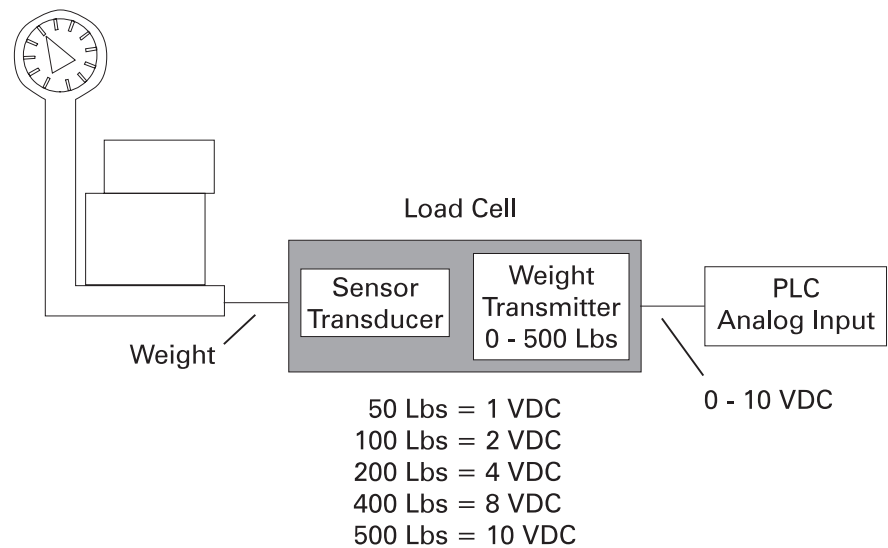 Load Cell
Sensor
Transducer
Weight
Transmitter
0 - 500 Lbs
PLC
Analog Input
Weight
0 - 10 VDC
50 Lbs = 1 VDC
100 Lbs = 2 VDC
200 Lbs = 4 VDC
400 Lbs = 8 VDC
500 Lbs = 10 VDC